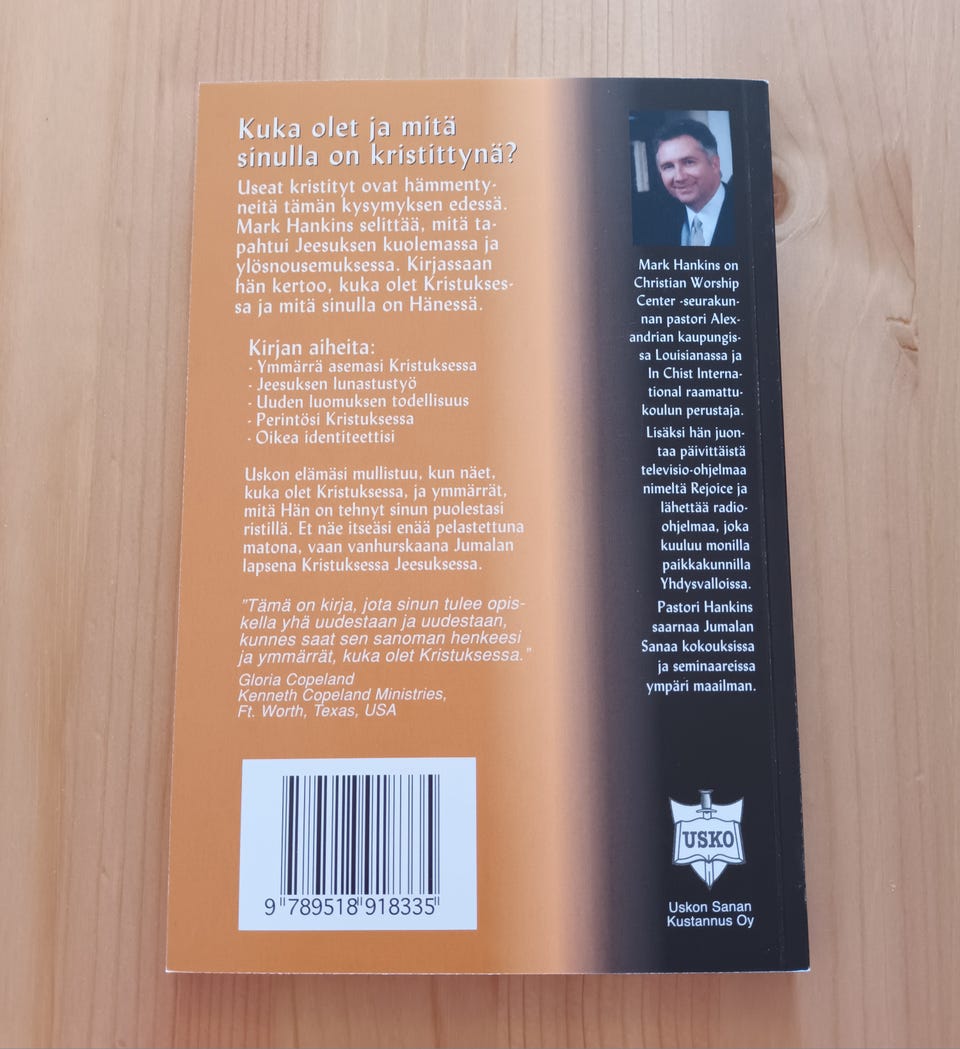 Kuka olet ja mitä
sinulla on kristittynä?
Useat kristityt ovat hämmenty-
neitä tämän kysymyksen edessä.
Mark Hankins selittää, mitä ta-
pahtui Jeesuksen kuolemassa ja
ylösnousemuksessa. Kirjassaan
hän kertoo, kuka olet Kristukses-
sa ja mitä sinulla on Hänessä.
Kirjan aiheita:
· Ymmärrä asemasi Kristuksessa
· Jeesuksen lunastustyö
· Uuden luomuksen todellisuus
· Perintösi Kristuksessa
· Oikea identiteettisi
Uskon elämäsi mullistuu, kun näet,
kuka olet Kristuksessa, ja ymmärrät,
mitä Hän on tehnyt sinun puolestasi
ristillä. Et näe itseäsi enää pelastettuna
matona, vaan vanhurskaana Jumalan
lapsena Kristuksessa Jeesuksessa.
"Tämä on kirja, jota sinun tulee opis-
kella yhä uudestaan ja uudestaan,
kunnes saat sen sanoman henkeesi
ja ymmärrät, kuka olet Kristuksessa."
Gloria Copeland
Kenneth Copeland Ministries,
Ft. Worth, Texas, USA
9 789518 918335
Mark Hankins on
Christian Worship
Center -seurakun-
nan pastori Alex-
andrian kaupungis-
sa Louisianassa ja
In Chist Interna-
tional raamattu-
koulun perustaja.
Lisäksi hän juon-
taa päivittäistä
televisio-ohjelmaa
nimeltä Rejoice ja
lähettää radio-
ohjelmaa, joka
kuuluu monilla
paikkakunnilla
Yhdysvalloissa.
Pastori Hankins
saarnaa Jumalan
Sanaa kokouksissa
ja seminaareissa
ympäri maailman.
USKO
Uskon Sanan
Kustannus Oy